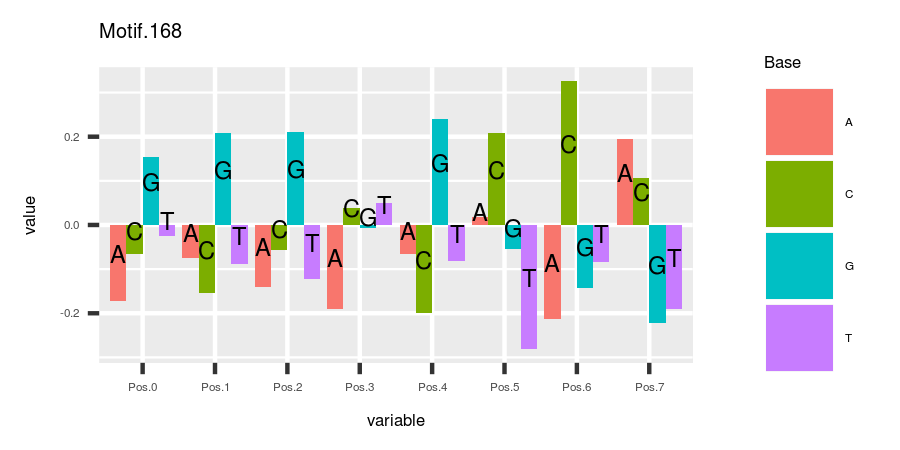 Motif.168
value
0.2
0.0
-0.2
A C G T A C G T A C G T A C G T A C G T A C G T A C G T A C G T
Pos.0 Pos.1 Pos.2 Pos.3 Pos.4 Pos.5 Pos.6 Pos.7
variable
Base
A
C
G
T